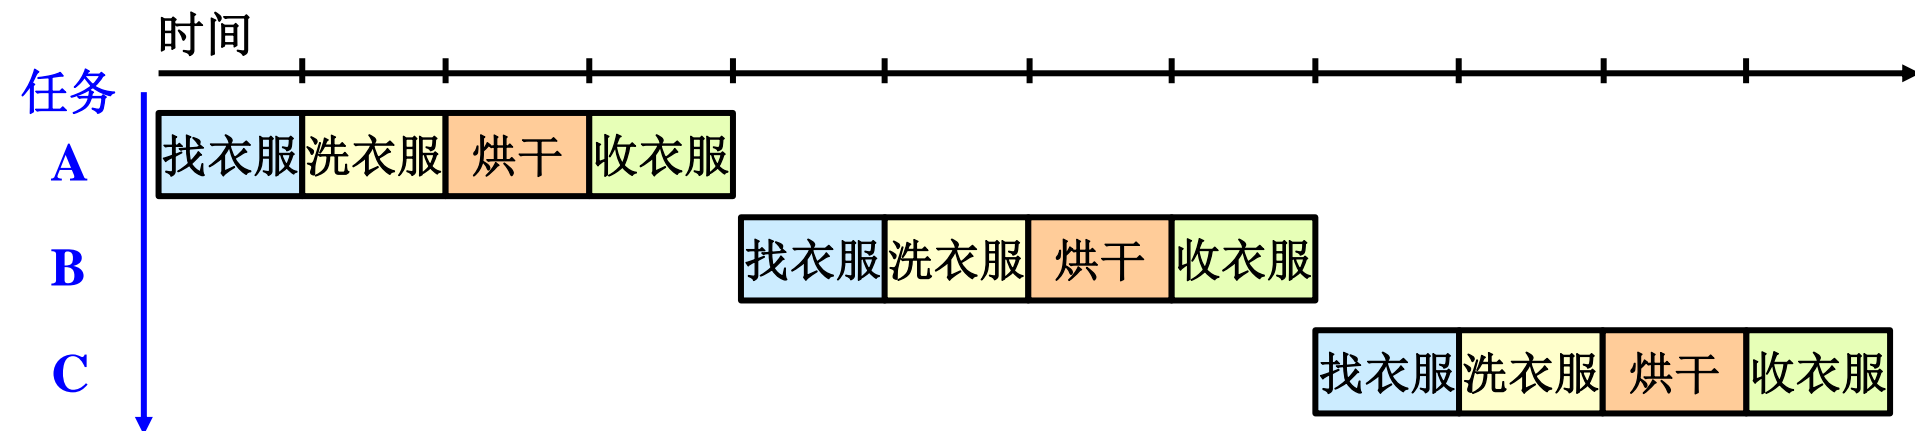 时间
任务
A 找衣服 洗衣服 烘干 收衣服
B 找衣服 洗衣服 烘干 收衣服
C 找衣服 洗衣服 烘干 收衣服